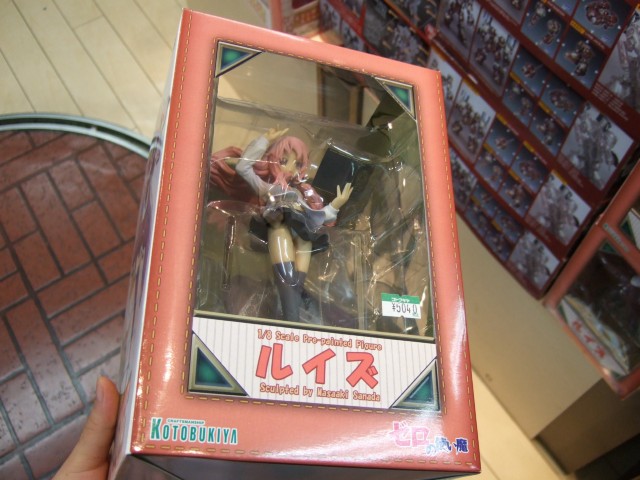 ¥5040
1/8 Scale Pre-painted Figure
ルイズ
Sculpted by Masaaki Sanada
KOTOBUKIYA
ゼロの使い魔